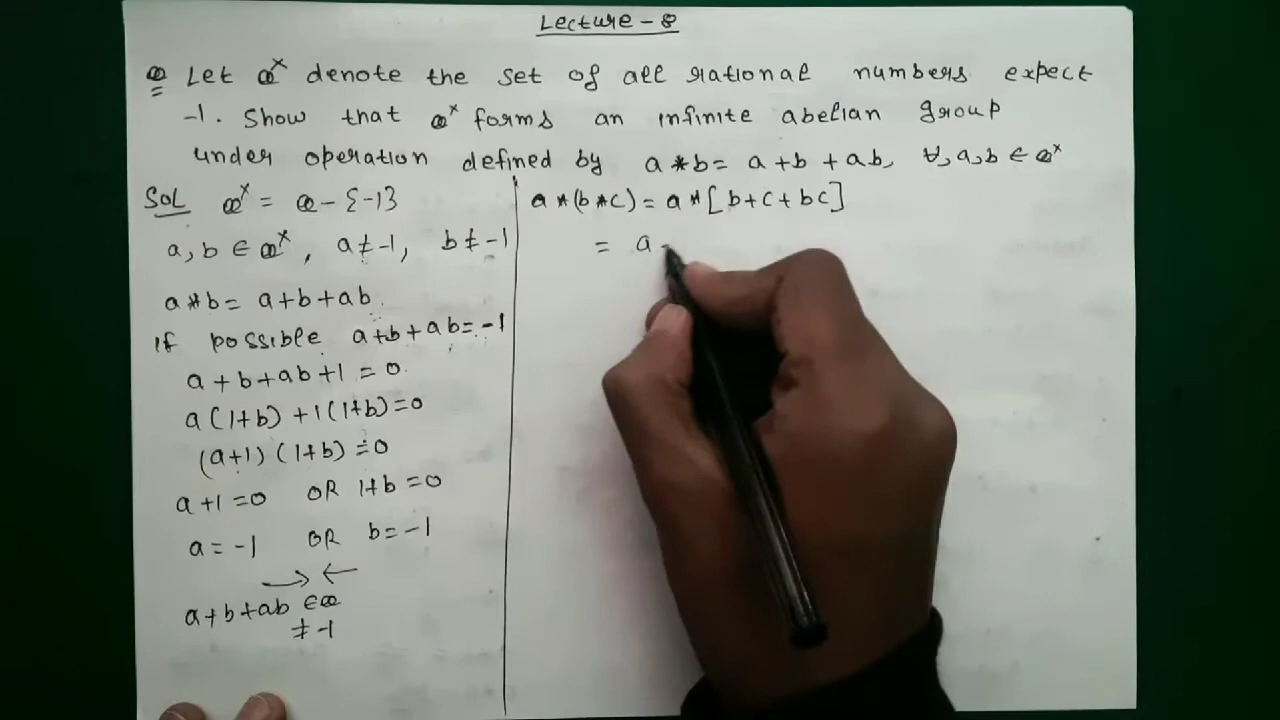 Lecture - 8
Q Let Q^x denote the set of all rational numbers expect
-1. Show that Q^x forms an infinite abelian group
under operation defined by a * b = a + b + ab, ∀, a, b ∈ Q^x
SOL Q^x = Q - {-1}
a, b ∈ Q^x, a ≠ -1, b ≠ -1
a * b = a + b + ab
If possible a + b + ab = -1
a + b + ab + 1 = 0
a(1+b) + 1(1+b) = 0
(a+1)(1+b) = 0
a + 1 = 0 OR 1 + b = 0
a = -1 OR b = -1
→ ←
a + b + ab ∈ Q
≠ -1
a * (b * c) = a * [b + c + bc]
= a -